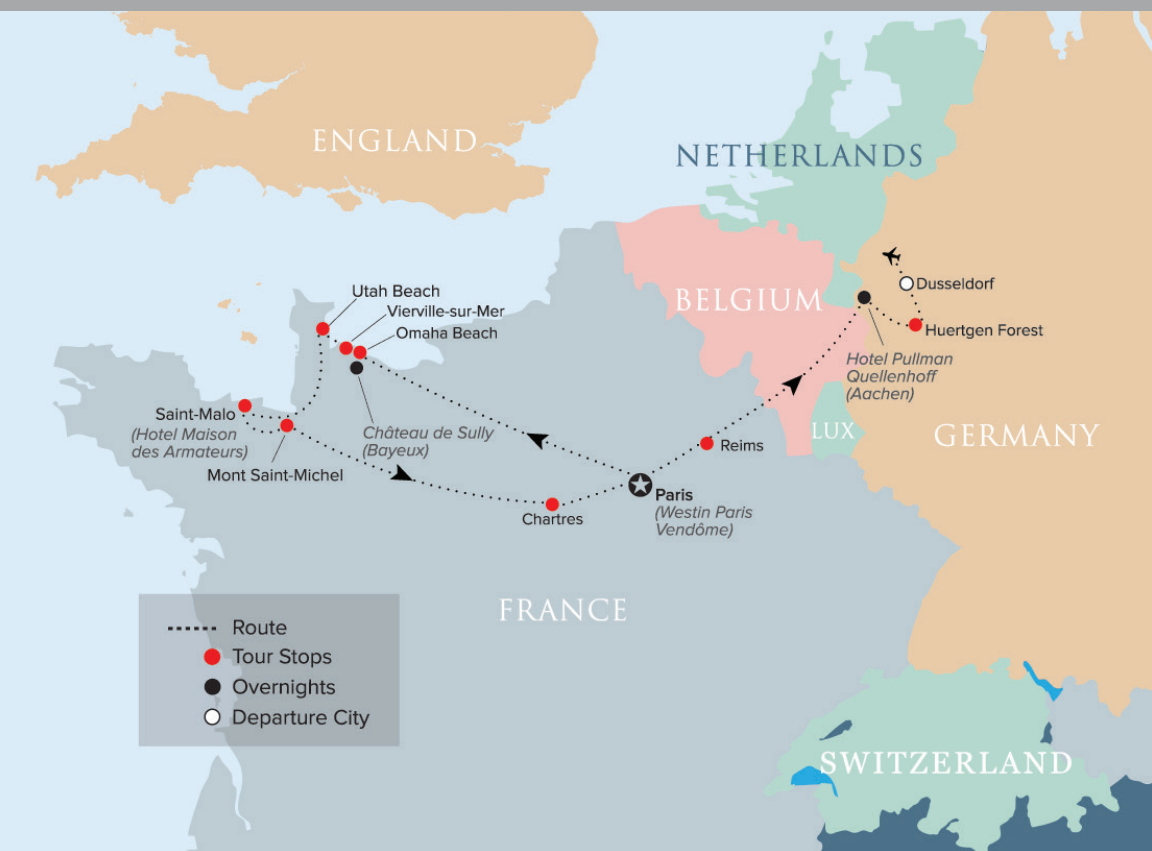 ENGLAND
NETHERLANDS
Utah Beach
Vierville-sur-Mer
Omaha Beach
BELGIUM
Dusseldorf
Huertgen Forest
Hotel Pullman
Quellenhoff
(Aachen)
Saint-Malo
(Hotel Maison
des Armateurs)
Mont Saint-Michel
Château de Sully
(Bayeux)
LUX
GERMANY
Reims
Paris
(Westin Paris
Vendôme)
Chartres
FRANCE
Route
Tour Stops
Overnights
Departure City
SWITZERLAND